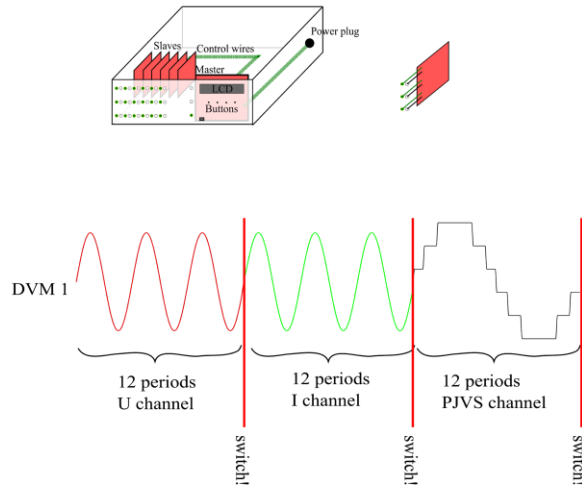 Power plug
Slaves
Control wires
Master
LCD
Buttons
DVM 1
12 periods
U channel
12 periods
I channel
12 periods
PJVS channel
switch!
switch!
switch!